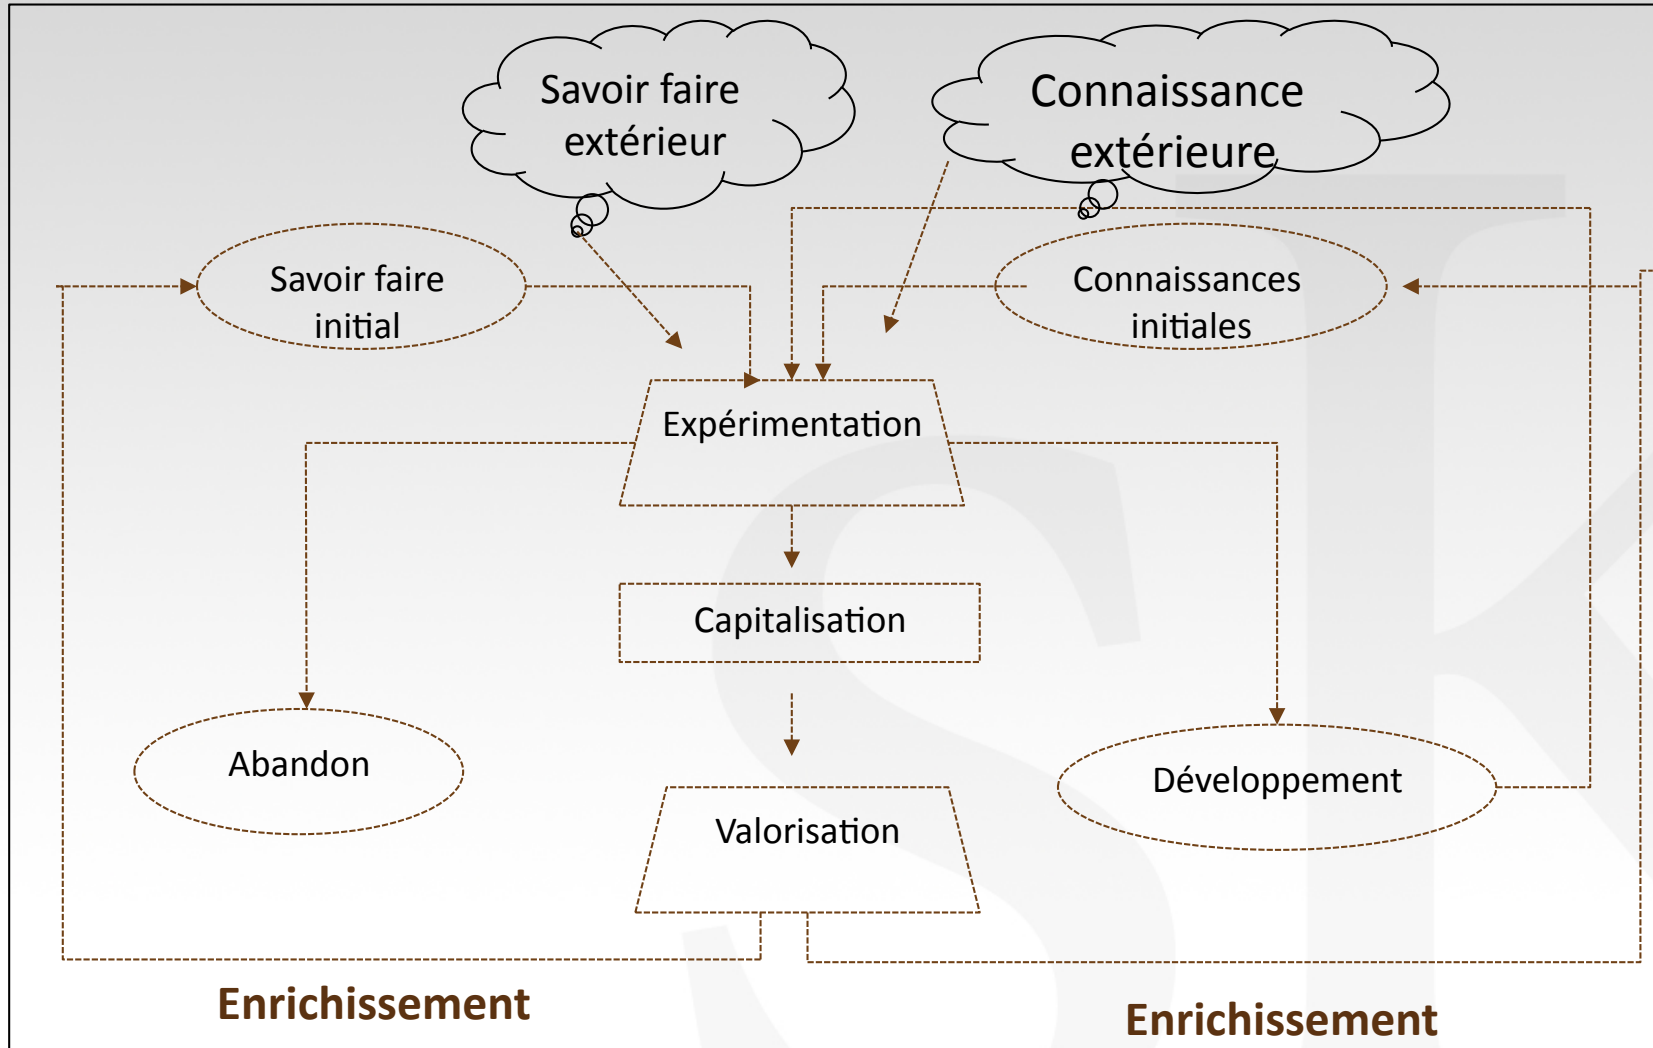 Savoir faire
extérieur
Connaissance
extérieure
Savoir faire
initial
Connaissances
initiales
Expérimentation
Capitalisation
Abandon
Développement
Valorisation
Enrichissement
Enrichissement